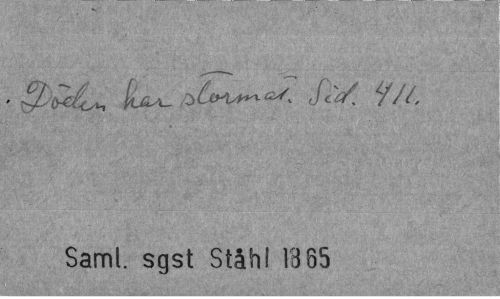 Döden har stormat. Sid. 411.
Saml. sgst Ståhl 1865